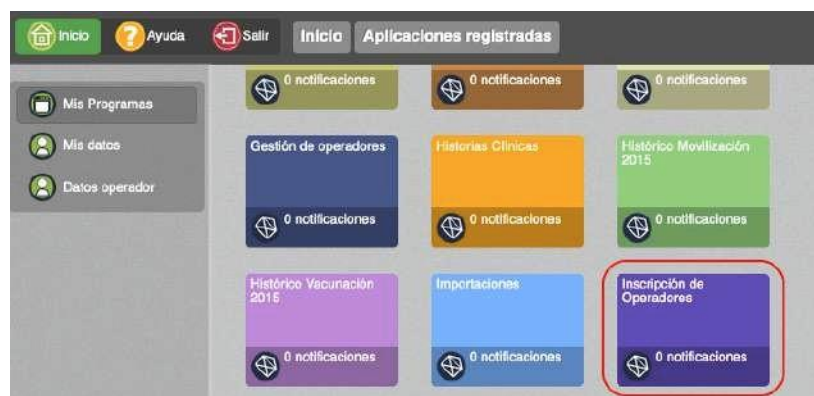 Inicio
Ayuda
Salir
Inicio
Aplicaciones registradas
Mis Programas
Mis datos
Datos operador
0 notificaciones
0 notificaciones
0 notificaciones
Gestión de operadores
0 notificaciones
Historias Clínicas
0 notificaciones
Histórico Movilización
2015
0 notificaciones
Histórico Vacunación
2016
0 notificaciones
Importaciones
0 notificaciones
Inscripción de
Operadores
0 notificaciones